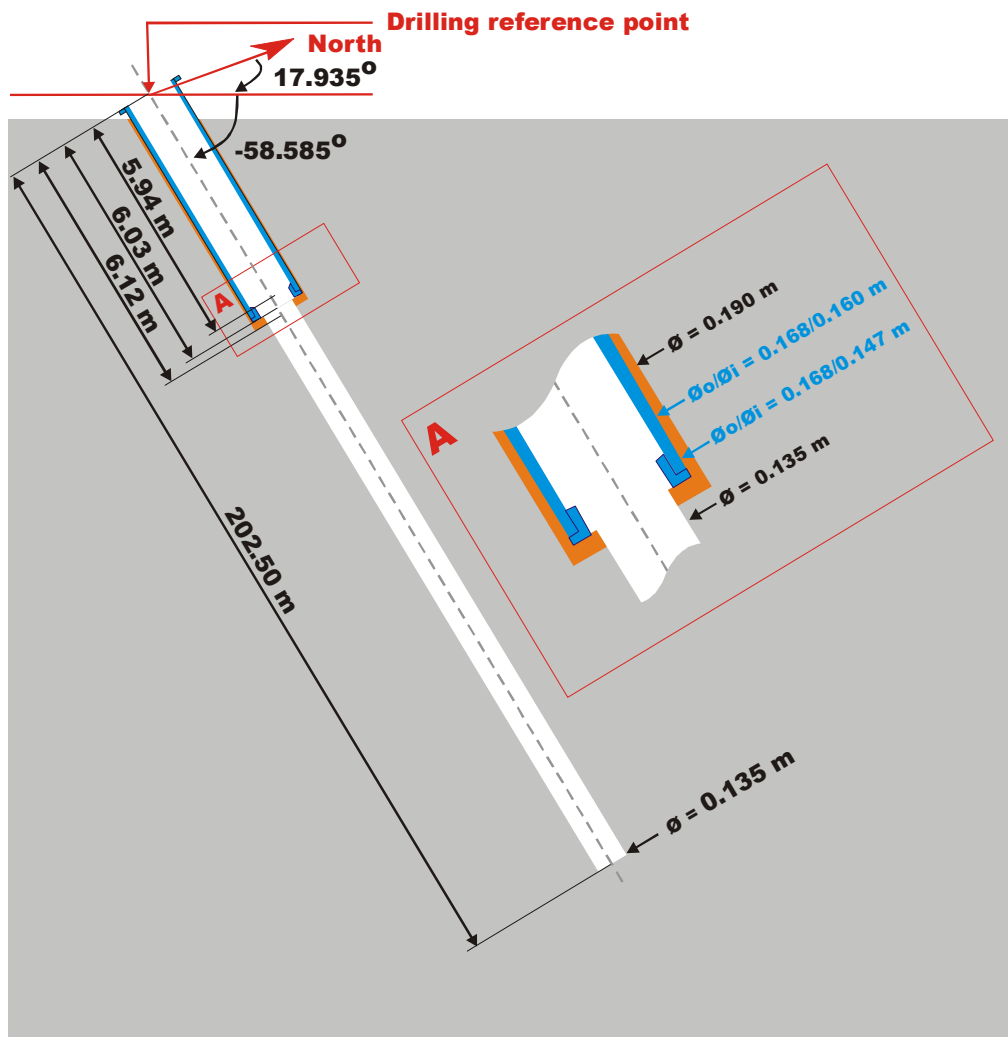 Drilling reference point
North
17.935°
-58.585°
5.94 m
6.03 m
6.12 m
A
Ø = 0.190 m
Øo/Øi = 0.168/0.160 m
Øo/Øi = 0.168/0.147 m
A
Ø = 0.135 m
202.50 m
Ø = 0.135 m